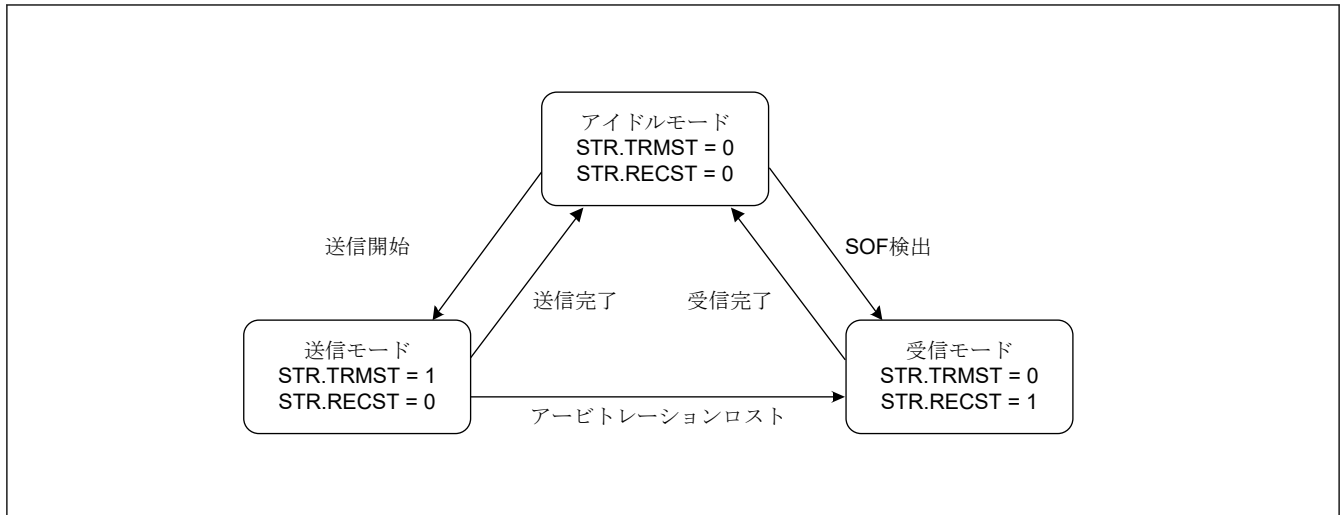 アイドルモード
STR.TRMST = 0
STR.RECST = 0
送信開始
SOF検出
送信完了
受信完了
送信モード
STR.TRMST = 1
STR.RECST = 0
受信モード
STR.TRMST = 0
STR.RECST = 1
アービトレーションロスト